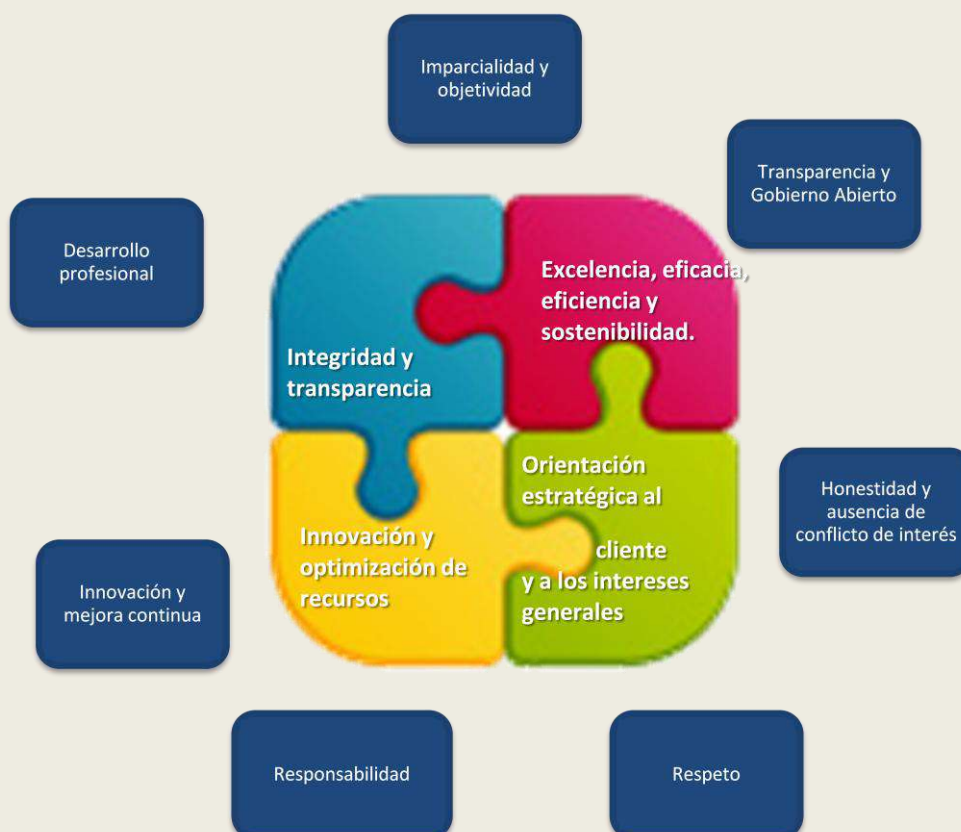 Imparcialidad y
objetividad
Transparencia y
Gobierno Abierto
Desarrollo
profesional
Excelencia, eficacia,
eficiencia y
sostenibilidad.
Integridad y
transparencia
Orientación
estratégica al
cliente
y a los intereses
generales
Innovación y
optimización de
recursos
Honestidad y
ausencia de
conflicto de interés
Innovación y
mejora continua
Responsabilidad
Respeto